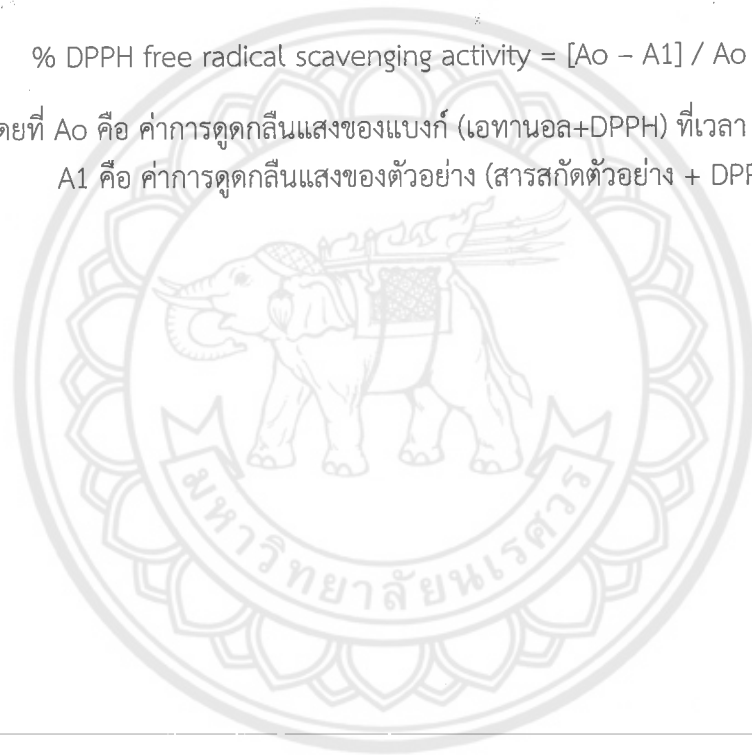 % DPPH free radical scavenging activity = [Ao – A1] / Ao
ดยที่ Ao คือ ค่าการดูดกลืนแสงของแบงก์ (เอทานอล+DPPH) ที่เวลา
A1 คือ ค่าการดูดกลืนแสงของตัวอย่าง (สารสกัดตัวอย่าง + DPP
มหาวิทยาลัยนเรศวร